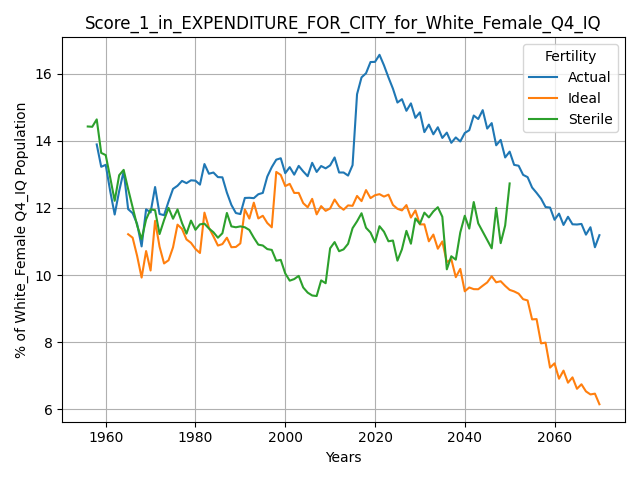 Score_1_in_EXPENDITURE_FOR_CITY_for_White_Female_Q4_IQ
Fertility
Actual
Ideal
Sterile
% of White_Female Q4_IQ Population
16
14
12
10
8
6
1960 1980 2000 2020 2040 2060
Years